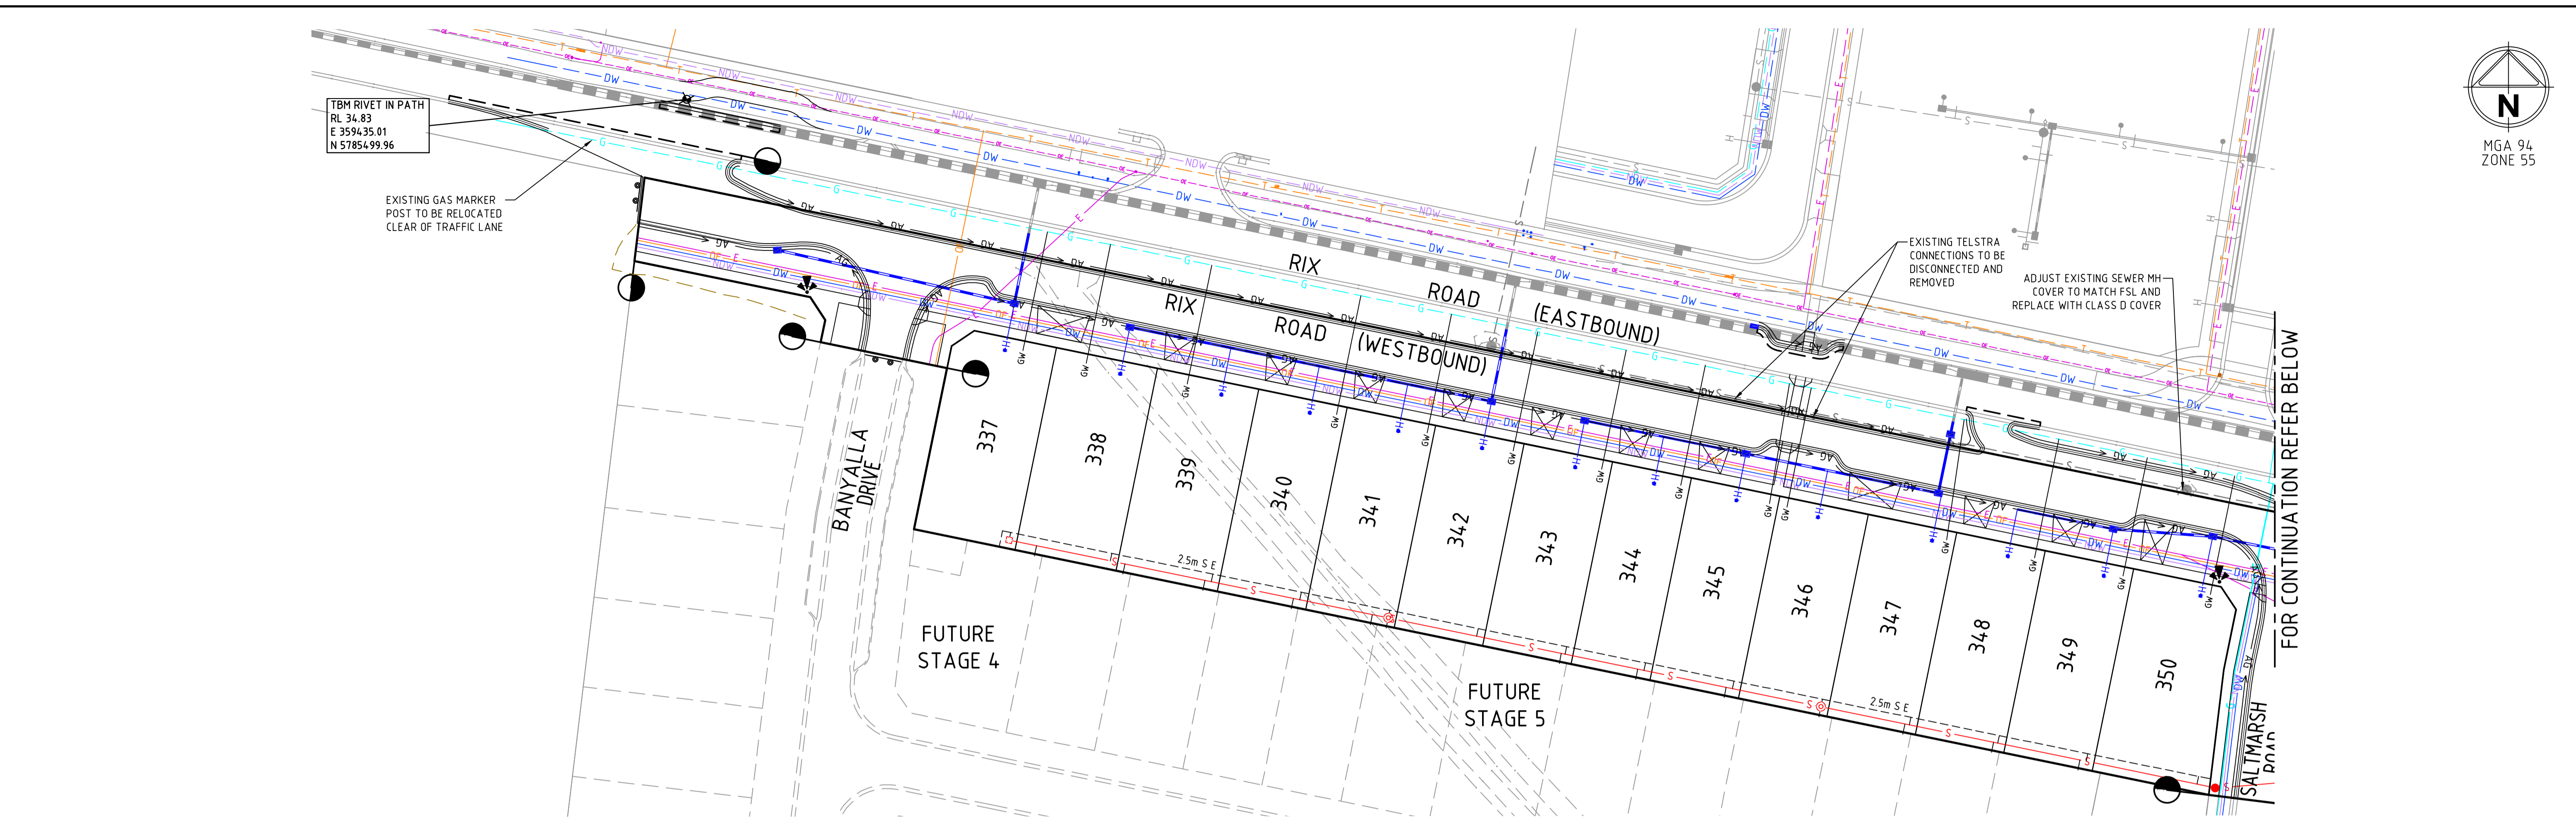 TBM RIVET IN PATH
RL 34.83
E 359435.01
N 5785499.96
EXISTING GAS MARKER
POST TO BE RELOCATED
CLEAR OF TRAFFIC LANE
N
MGA 94
ZONE 55
EXISTING TELSTRA
CONNECTIONS TO BE
DISCONNECTED AND
REMOVED
ADJUST EXISTING SEWER MH
COVER TO MATCH FSL AND
REPLACE WITH CLASS D COVER
FOR CONTINUATION REFER BELOW
RIX ROAD (EASTBOUND)
RIX ROAD (WESTBOUND)
BANYALLA
DRIVE
337
338
339
340
341
342
343
344
345
346
347
348
349
350
2.5m S E
2.5m S E
FUTURE
STAGE 4
FUTURE
STAGE 5
SALTMARSH
ROAD